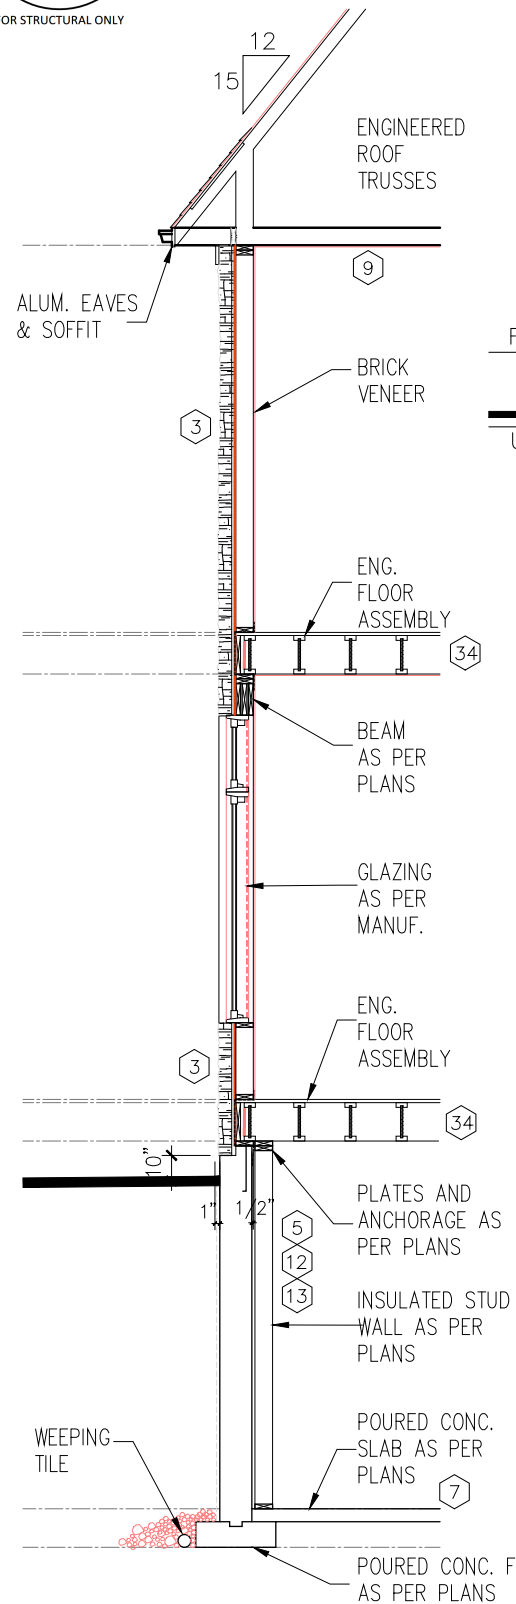 FOR STRUCTURAL ONLY
12
15
ENGINEERED
ROOF
TRUSSES
9
ALUM. EAVES
& SOFFIT
BRICK
VENEER
3
ENG.
FLOOR
ASSEMBLY
34
BEAM
AS PER
PLANS
GLAZING
AS PER
MANUF.
ENG.
FLOOR
ASSEMBLY
3
34
10"
1"
1/2"
PLATES AND
ANCHORAGE AS
PER PLANS
5
12
13
INSULATED STUD
WALL AS PER
PLANS
WEEPING
TILE
POURED CONC.
SLAB AS PER
PLANS
7
POURED CONC. F
AS PER PLANS